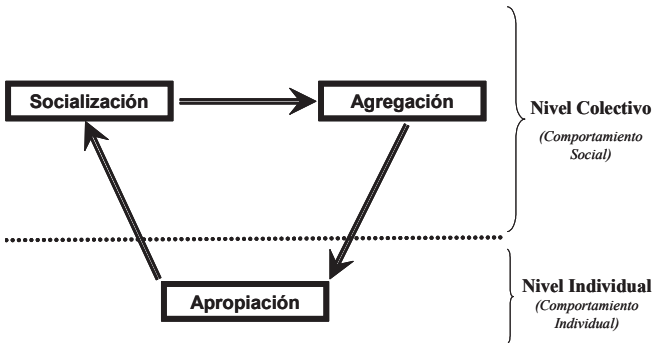 Socialización
Agregación
Nivel Colectivo
(Comportamiento
Social)
Apropiación
Nivel Individual
(Comportamiento
Individual)